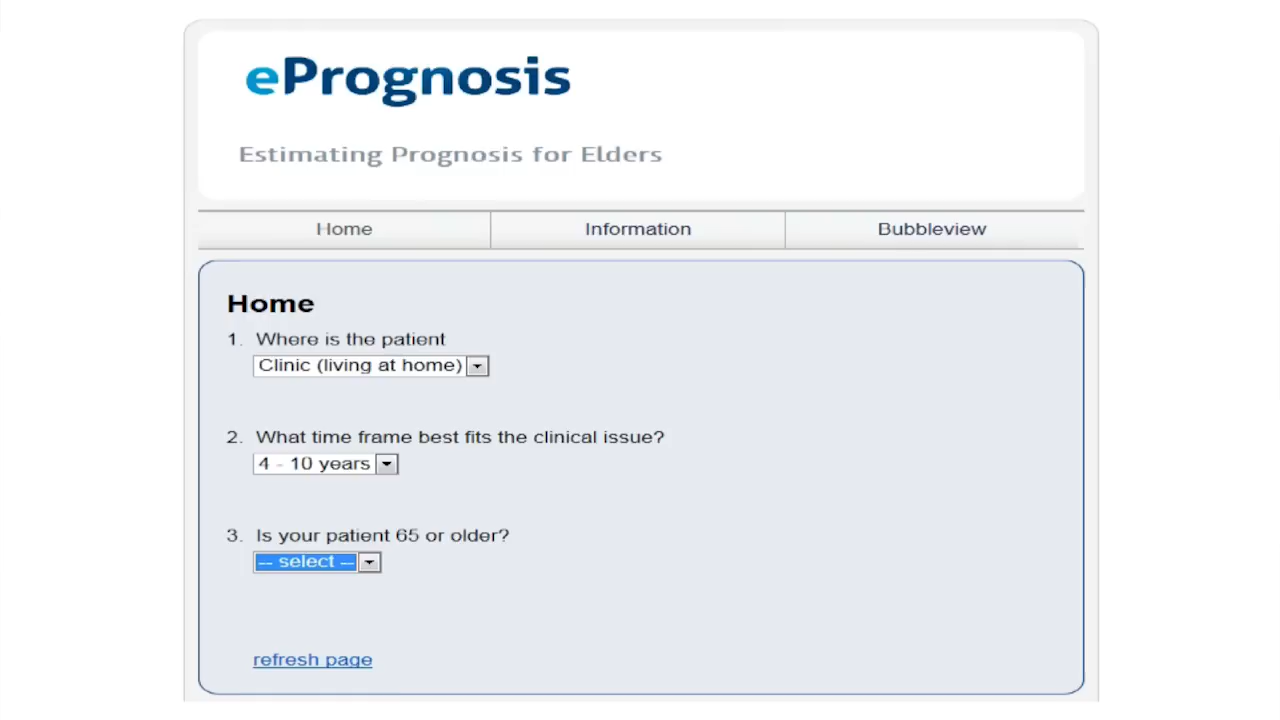 ePrognosis
Estimating Prognosis for Elders
Home Information Bubbleview
Home
1. Where is the patient
Clinic (living at home)
2. What time frame best fits the clinical issue?
4 - 10 years
3. Is your patient 65 or older?
-- select --
refresh page